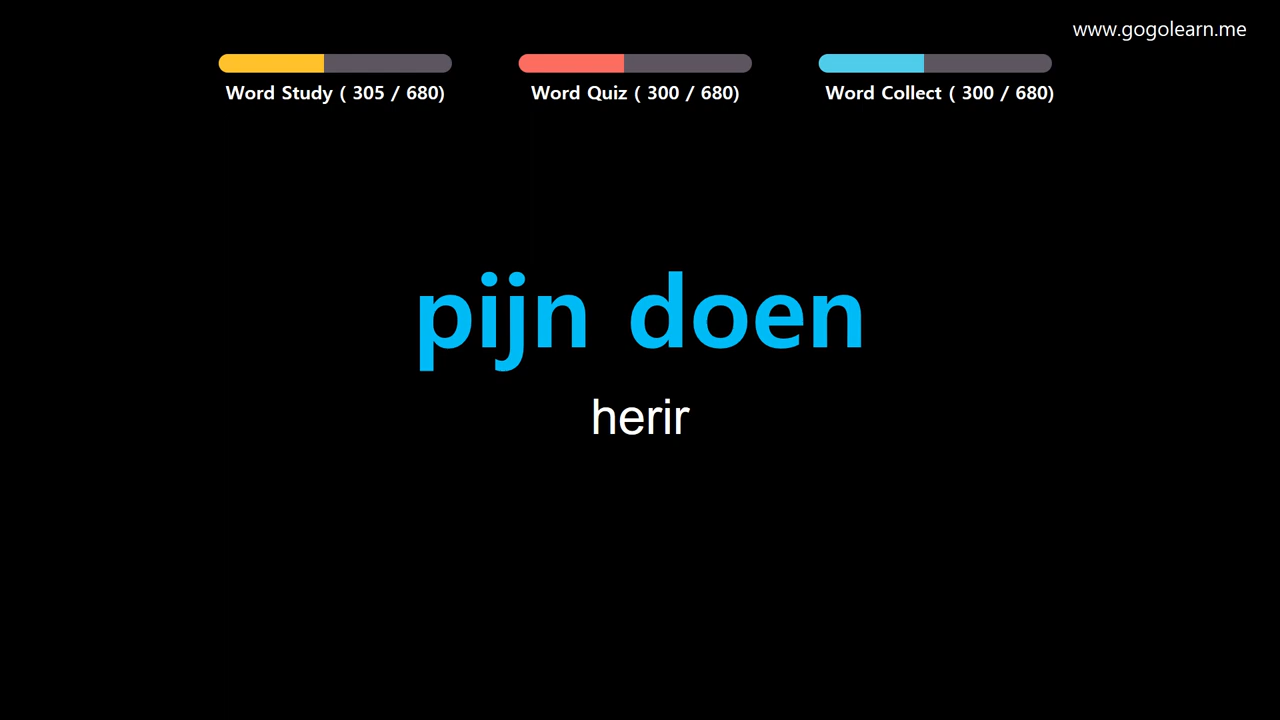 www.gogolearn.me
Word Study ( 305 / 680)
Word Quiz ( 300 / 680)
Word Collect ( 300 / 680)
pijn doen
herir